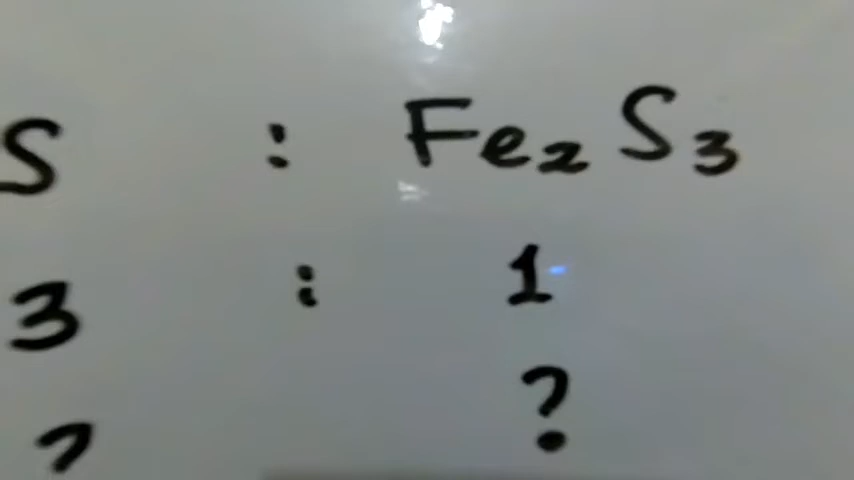 S : Fe₂S₃
3 : 1
? ?